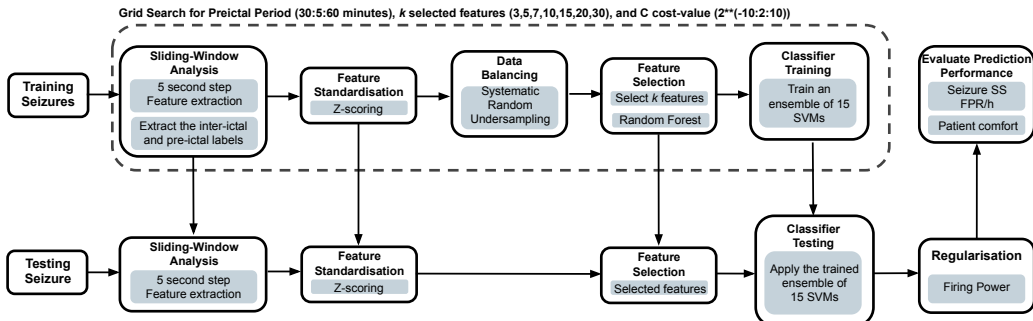 Grid Search for Preictal Period (30:5:60 minutes), k selected features (3,5,7,10,15,20,30), and C cost-value (2**(-10:2:10))
Training
Seizures
Sliding-Window
Analysis
5 second step
Feature extraction
Extract the inter-ictal
and pre-ictal labels
Feature
Standardisation
Z-scoring
Data
Balancing
Systematic
Random
Undersampling
Feature
Selection
Select k features
Random Forest
Classifier
Training
Train an
ensemble of 15
SVMs
Evaluate Prediction
Performance
Seizure SS
FPR/h
Patient comfort
Testing
Seizure
Sliding-Window
Analysis
5 second step
Feature extraction
Feature
Standardisation
Z-scoring
Feature
Selection
Selected features
Classifier
Testing
Apply the trained
ensemble of
15 SVMs
Regularisation
Firing Power